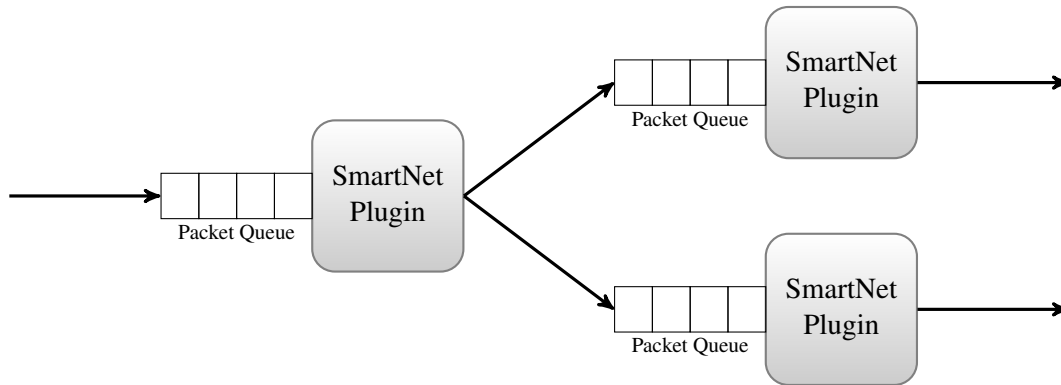 SmartNet
Plugin
Packet Queue
SmartNet
Plugin
Packet Queue
SmartNet
Plugin
Packet Queue